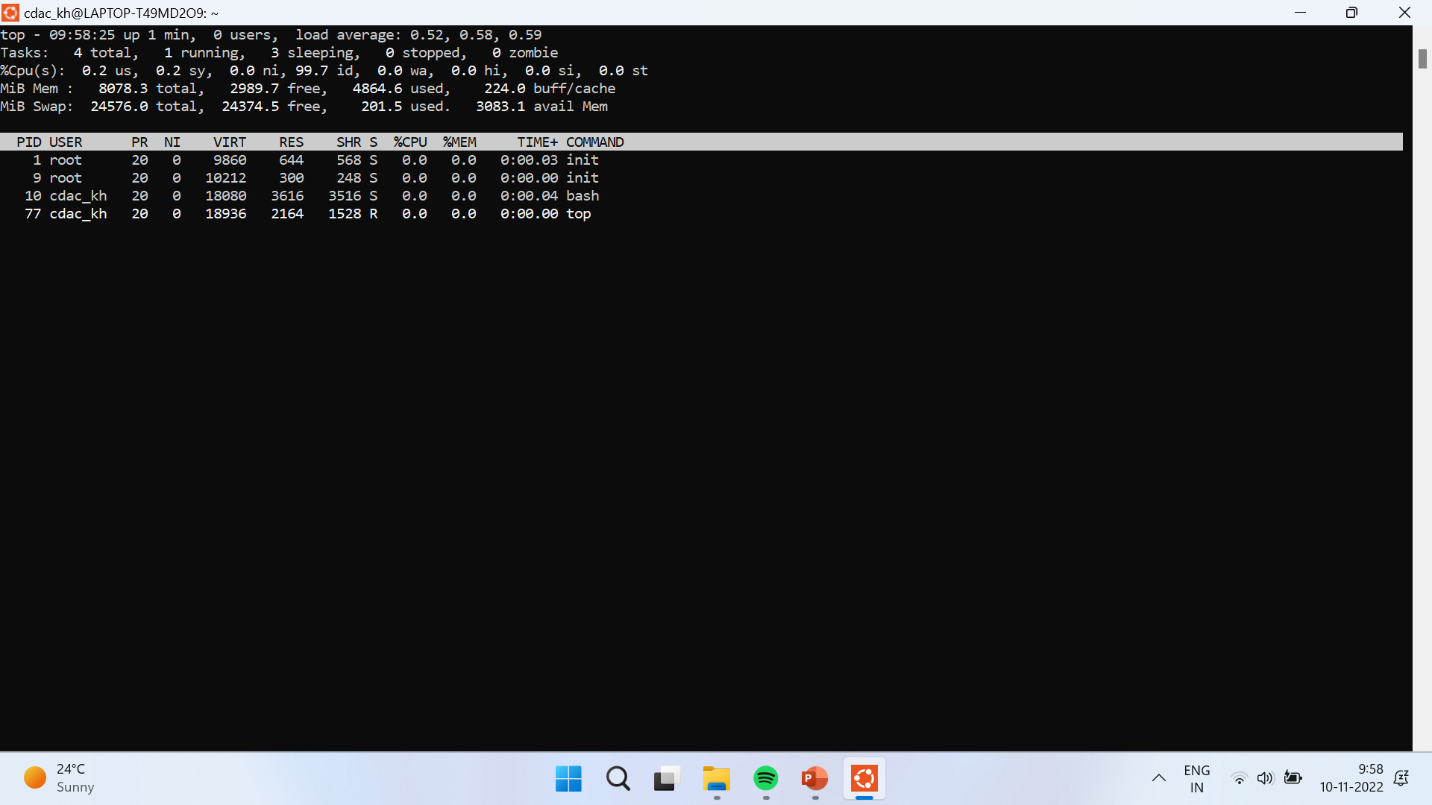 cdac_kh@LAPTOP-T49MD2O9: ~
top - 09:58:25 up 1 min,  0 users,  load average: 0.52, 0.58, 0.59
Tasks:   4 total,   1 running,   3 sleeping,   0 stopped,   0 zombie
%Cpu(s):  0.2 us,  0.2 sy,  0.0 ni, 99.7 id,  0.0 wa,  0.0 hi,  0.0 si,  0.0 st
MiB Mem :   8078.3 total,   2989.7 free,   4864.6 used,    224.0 buff/cache
MiB Swap:  24576.0 total,  24374.5 free,    201.5 used.   3083.1 avail Mem
  PID USER      PR  NI    VIRT    RES    SHR S  %CPU  %MEM     TIME+ COMMAND
    1 root      20   0    9860    644    568 S   0.0   0.0   0:00.03 init
    9 root      20   0   10212    300    248 S   0.0   0.0   0:00.00 init
   10 cdac_kh   20   0   18080   3616   3516 S   0.0   0.0   0:00.04 bash
   77 cdac_kh   20   0   18936   2164   1528 R   0.0   0.0   0:00.00 top
24°C
Sunny
P
ENG
IN
9:58
10-11-2022